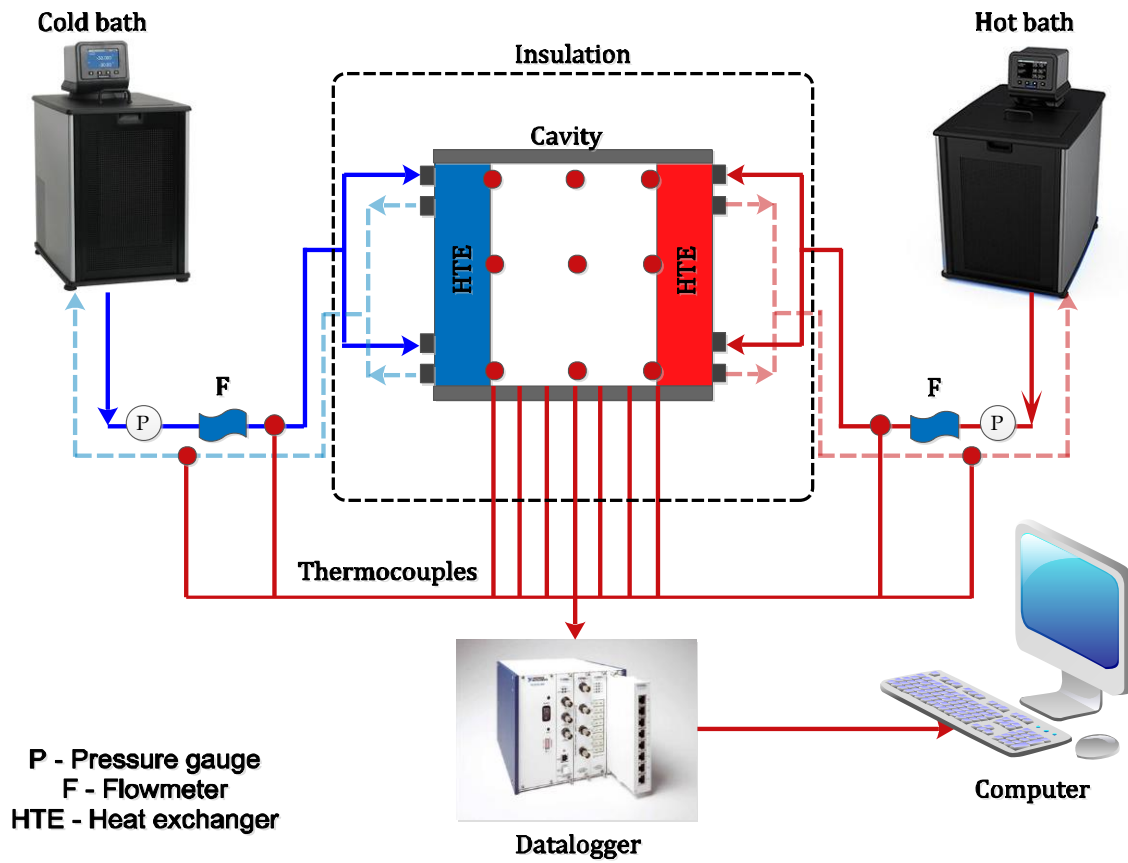 Cold bath
Hot bath
Insulation
Cavity
HTE
HTE
F
F
P
P
Thermocouples
P - Pressure gauge
F - Flowmeter
HTE - Heat exchanger
Computer
Datalogger